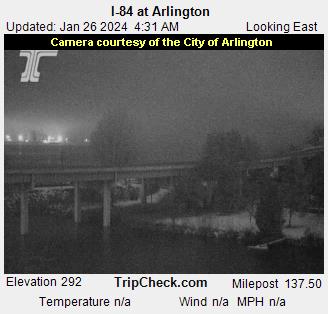 I-84 at Arlington
Updated: Jan 26 2024 4:31 AM Looking East
Camera courtesy of the City of Arlington
Elevation 292 TripCheck.com Milepost 137.50
Temperature n/a Wind n/a MPH n/a